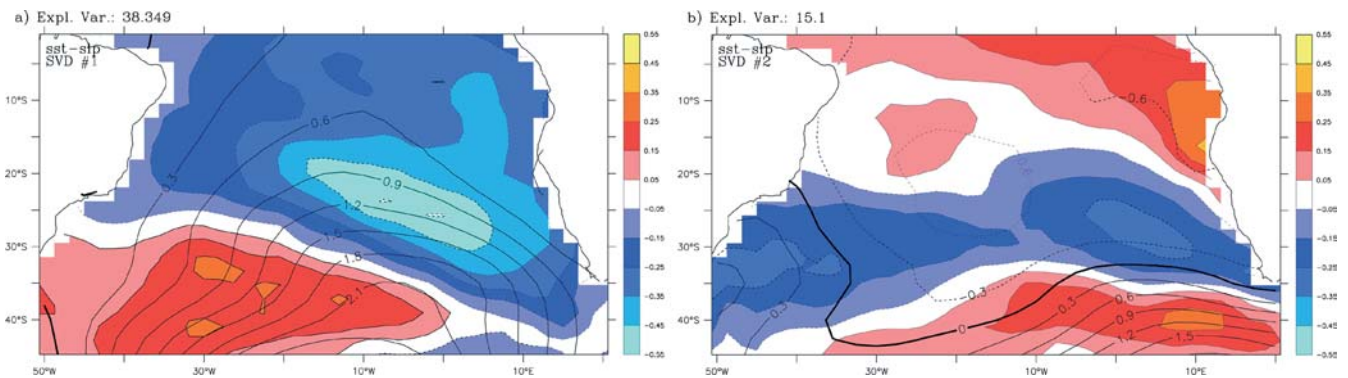 a) Expl. Var.: 38.349
sst-slp
SVD #1
10°S
20°S
30°S
40°S
50°W
30°W
10°W
10°E
0.3
0.6
0.9
1.2
1.5
1.8
2.1
0.55
0.45
0.35
0.25
0.15
0.05
-0.05
-0.15
-0.25
-0.35
-0.45
-0.55
b) Expl. Var.: 15.1
sst-slp
SVD #2
10°S
20°S
30°S
40°S
50°W
30°W
10°W
10°E
-0.6
-0.3
0.3
0
0.3
0.6
0.9
1.2
1.5
0.55
0.45
0.35
0.25
0.15
0.05
-0.05
-0.15
-0.25
-0.35
-0.45
-0.55